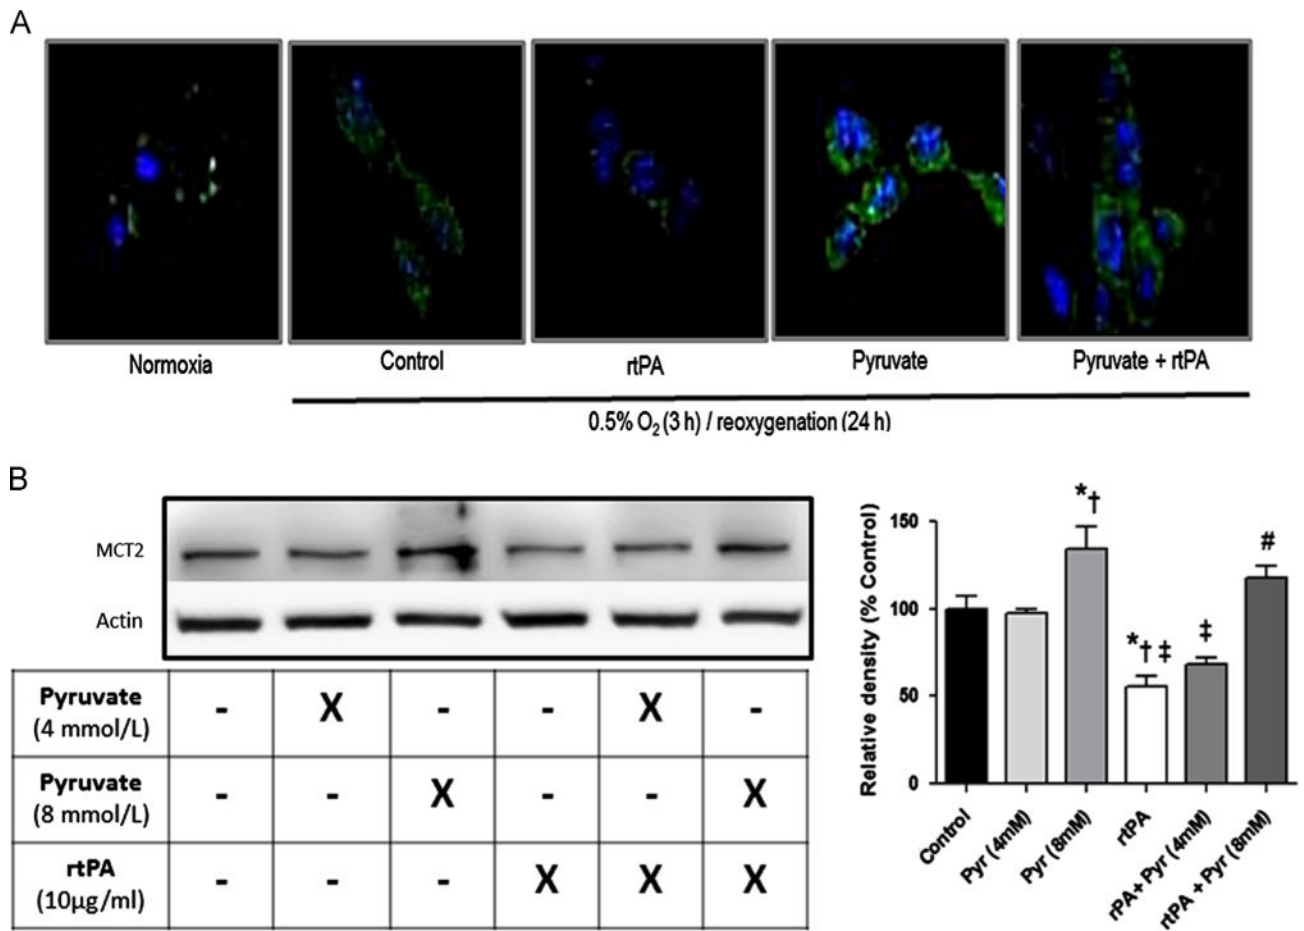 A
Normoxia
Control
rtPA
Pyruvate
Pyruvate + rtPA
0.5% O₂ (3 h) / reoxygenation (24 h)
B
MCT2
Actin
Pyruvate
(4 mmol/L)
- X - - X -
Pyruvate
(8 mmol/L)
- - X - - X
rtPA
(10µg/ml)
- - - X X X
Relative density (% Control)
150
100
50
0
*†
*†‡
‡
#
Control
Pyr (4mM)
Pyr (8mM)
rtPA
rPA+ Pyr (4mM)
rtPA + Pyr (8mM)